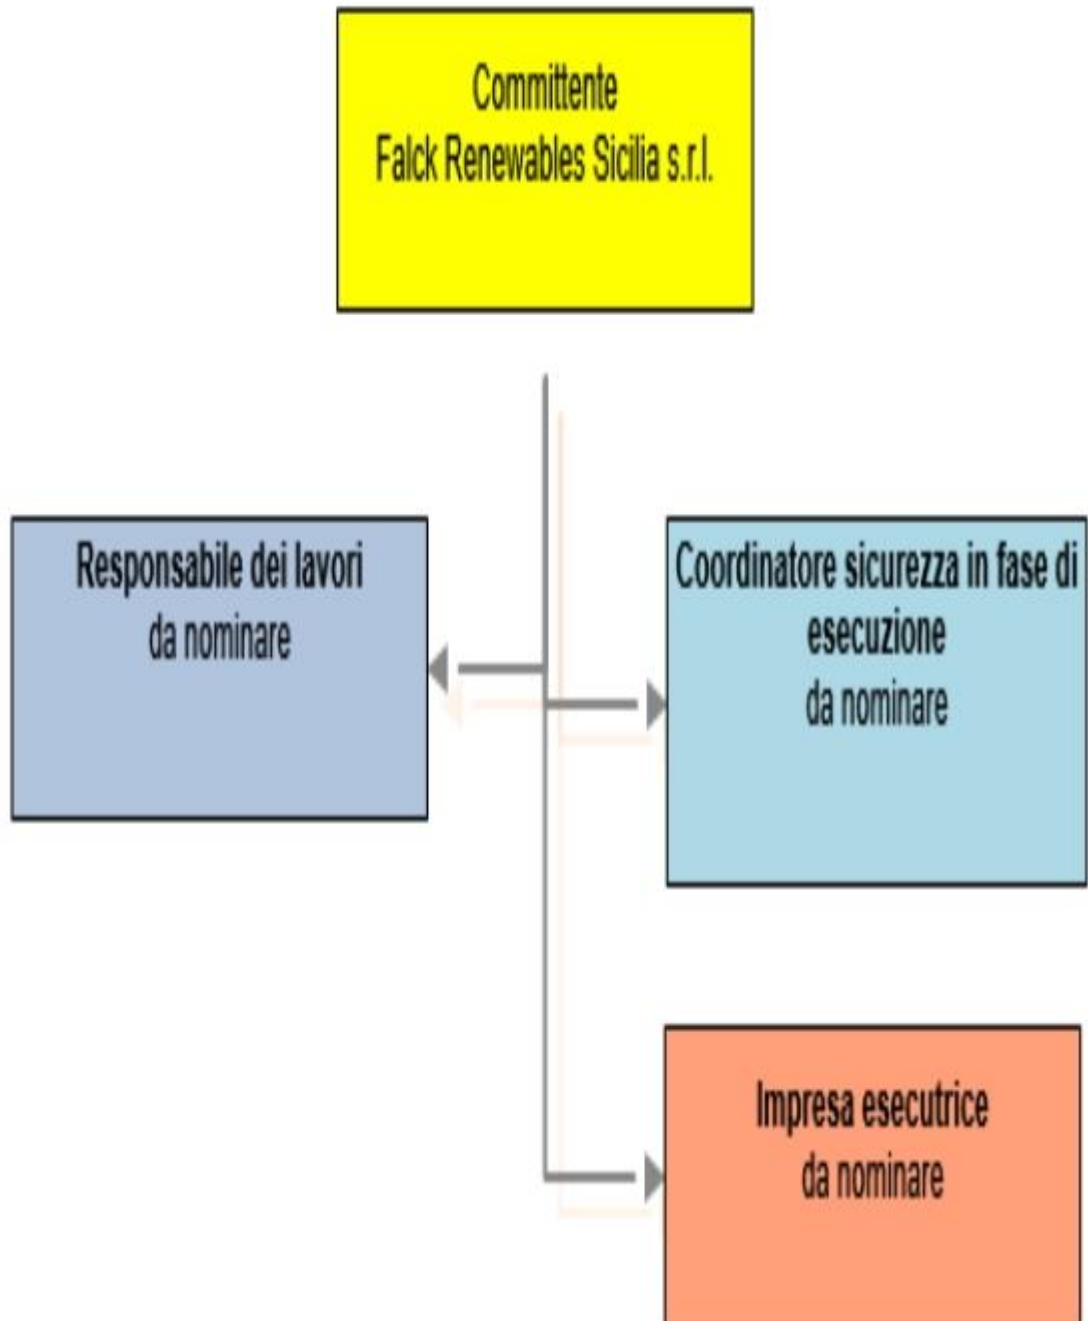 Committente
Falck Renewables Sicilia s.r.l.
Responsabile dei lavori
da nominare
Coordinatore sicurezza in fase di
esecuzione
da nominare
Impresa esecutrice
da nominare